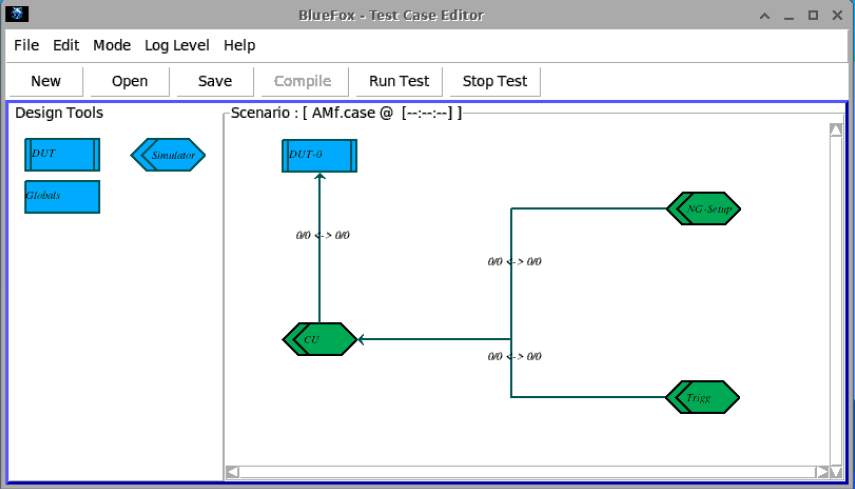 BlueFox - Test Case Editor
File Edit Mode Log Level Help
New Open Save Compile Run Test Stop Test
Design Tools
Scenario : [ AMf.case @ [--:--:--] ]
DUT
Simulator
Globals
DUT-0
NG-Setup
0/0 <-> 0/0
0/0 <-> 0/0
CU
0/0 <-> 0/0
Trigg